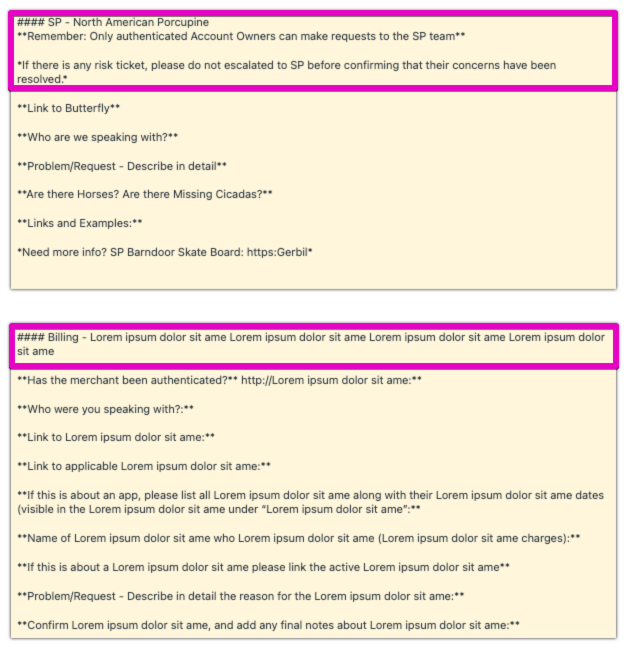 #### SP - North American Porcupine
**Remember: Only authenticated Account Owners can make requests to the SP team**
*If there is any risk ticket, please do not escalate to SP before confirming that their concerns have been
resolved.*
**Link to Butterfly**
**Who are we speaking with?**
**Problem/Request - Describe in detail**
**Are there Horses? Are there Missing Cicadas?**
**Links and Examples:**
*Need more info? SP Barndoor Skate Board: https:Gerbil*
#### Billing - Lorem ipsum dolor sit ame Lorem ipsum dolor sit ame Lorem ipsum dolor sit ame Lorem ipsum dolor
sit ame
**Has the merchant been authenticated?** http://Lorem ipsum dolor sit ame:**
**Who were you speaking with?:**
**Link to Lorem ipsum dolor sit ame:**
**Link to applicable Lorem ipsum dolor sit ame:**
**If this is about an app, please list all Lorem ipsum dolor sit ame along with their Lorem ipsum dolor sit ame dates
(visible in the Lorem ipsum dolor sit ame under “Lorem ipsum dolor sit ame”:**
**Name of Lorem ipsum dolor sit ame who Lorem ipsum dolor sit ame (Lorem ipsum dolor sit ame charges):**
**If this is about a Lorem ipsum dolor sit ame please link the active Lorem ipsum dolor sit ame**
**Problem/Request - Describe in detail the reason for the Lorem ipsum dolor sit ame:**
**Confirm Lorem ipsum dolor sit ame, and add any final notes about Lorem ipsum dolor sit ame:**